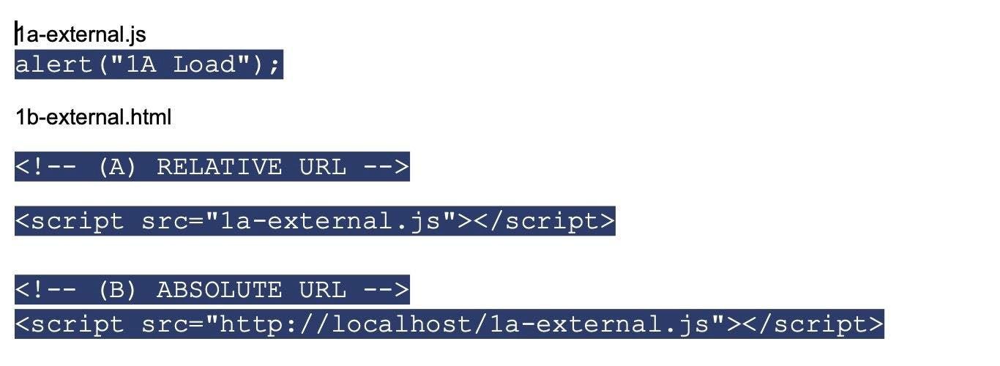 1a-external.js
alert("1A Load");
1b-external.html
<!-- (A) RELATIVE URL -->
<script src="1a-external.js"></script>
<!-- (B) ABSOLUTE URL -->
<script src="http://localhost/1a-external.js"></script>